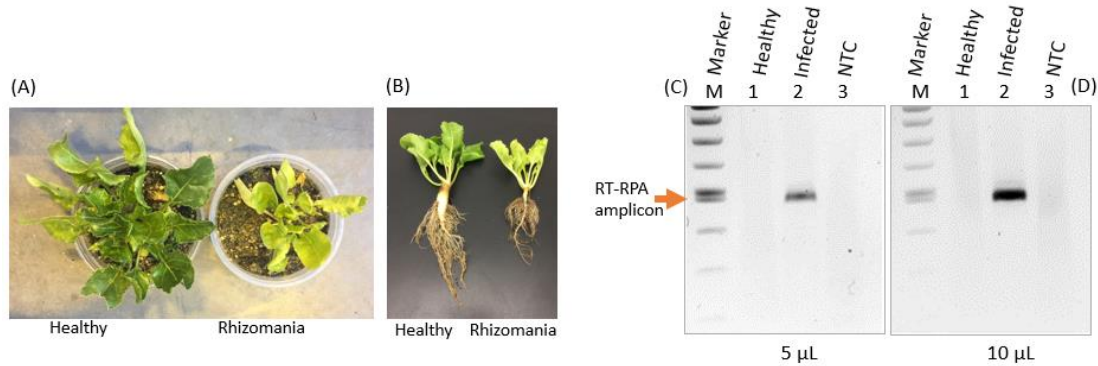 (A)
Healthy Rhizomania
(B)
Healthy Rhizomania
RT-RPA
amplicon
(C)
Marker Healthy Infected NTC
M 1 2 3
5 µL
Marker Healthy Infected NTC
M 1 2 3
(D)
10 µL